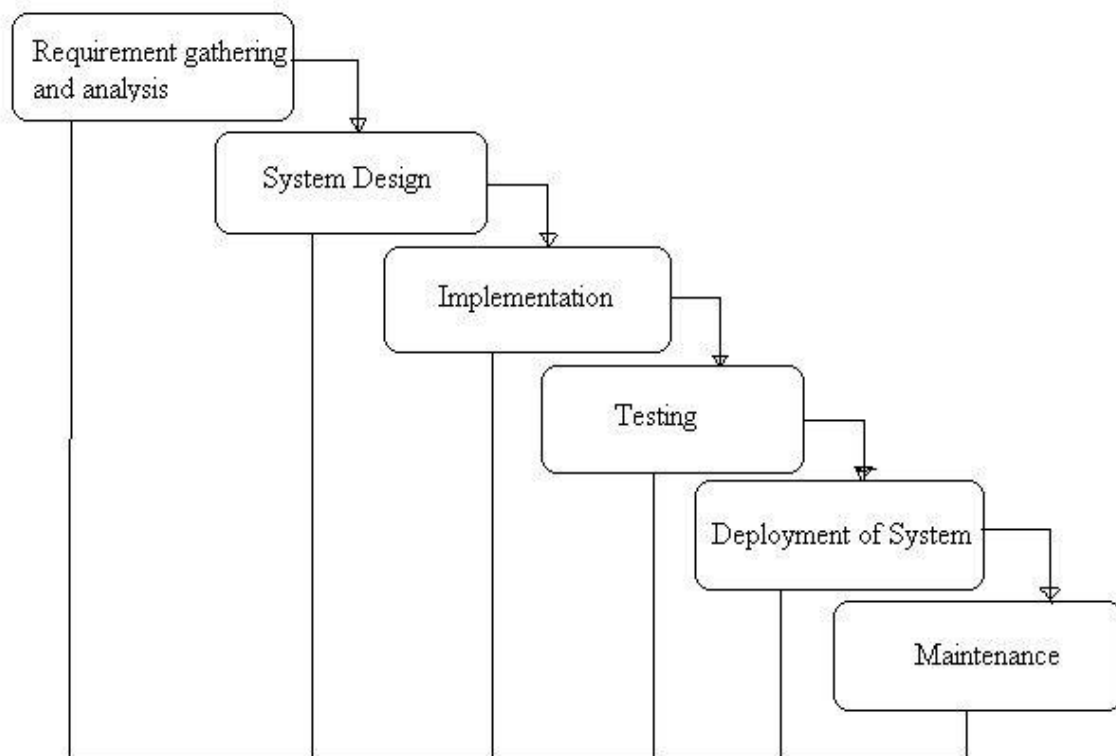 Requirement gathering
and analysis
System Design
Implementation
Testing
Deployment of System
Maintenance